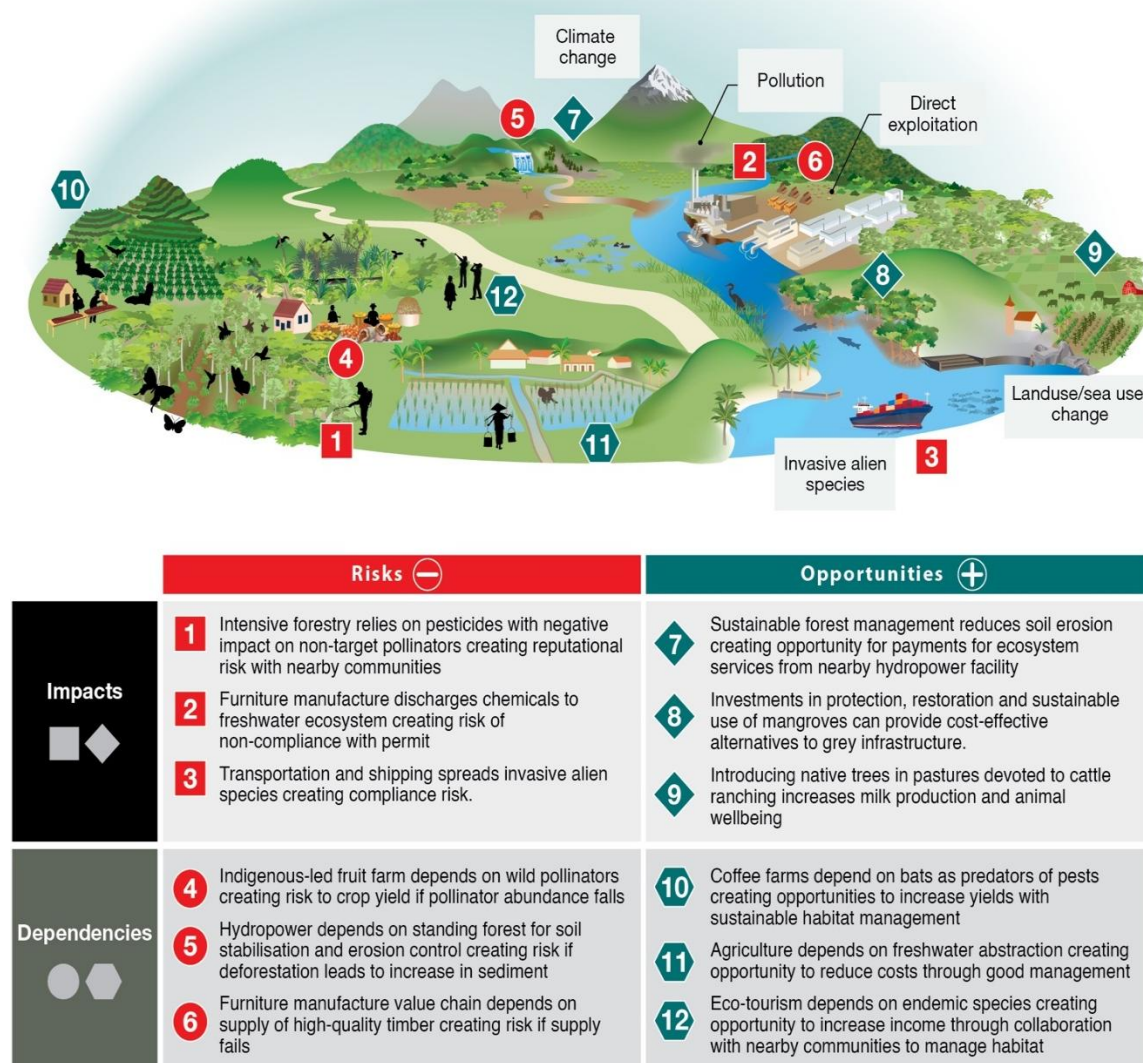 Climate
change
Pollution
Direct
exploitation
5
7
2
6
10
9
8
12
4
1
11
Landuse/sea use
change
Invasive alien
species
3
Risks
Opportunities
Impacts
1
Intensive forestry relies on pesticides with negative
impact on non-target pollinators creating reputational
risk with nearby communities
2
Furniture manufacture discharges chemicals to
freshwater ecosystem creating risk of
non-compliance with permit
3
Transportation and shipping spreads invasive alien
species creating compliance risk.
7
Sustainable forest management reduces soil erosion
creating opportunity for payments for ecosystem
services from nearby hydropower facility
8
Investments in protection, restoration and sustainable
use of mangroves can provide cost-effective
alternatives to grey infrastructure.
9
Introducing native trees in pastures devoted to cattle
ranching increases milk production and animal
wellbeing
Dependencies
4
Indigenous-led fruit farm depends on wild pollinators
creating risk to crop yield if pollinator abundance falls
5
Hydropower depends on standing forest for soil
stabilisation and erosion control creating risk if
deforestation leads to increase in sediment
6
Furniture manufacture value chain depends on
supply of high-quality timber creating risk if supply
fails
10
Coffee farms depend on bats as predators of pests
creating opportunities to increase yields with
sustainable habitat management
11
Agriculture depends on freshwater abstraction creating
opportunity to reduce costs through good management
12
Eco-tourism depends on endemic species creating
opportunity to increase income through collaboration
with nearby communities to manage habitat